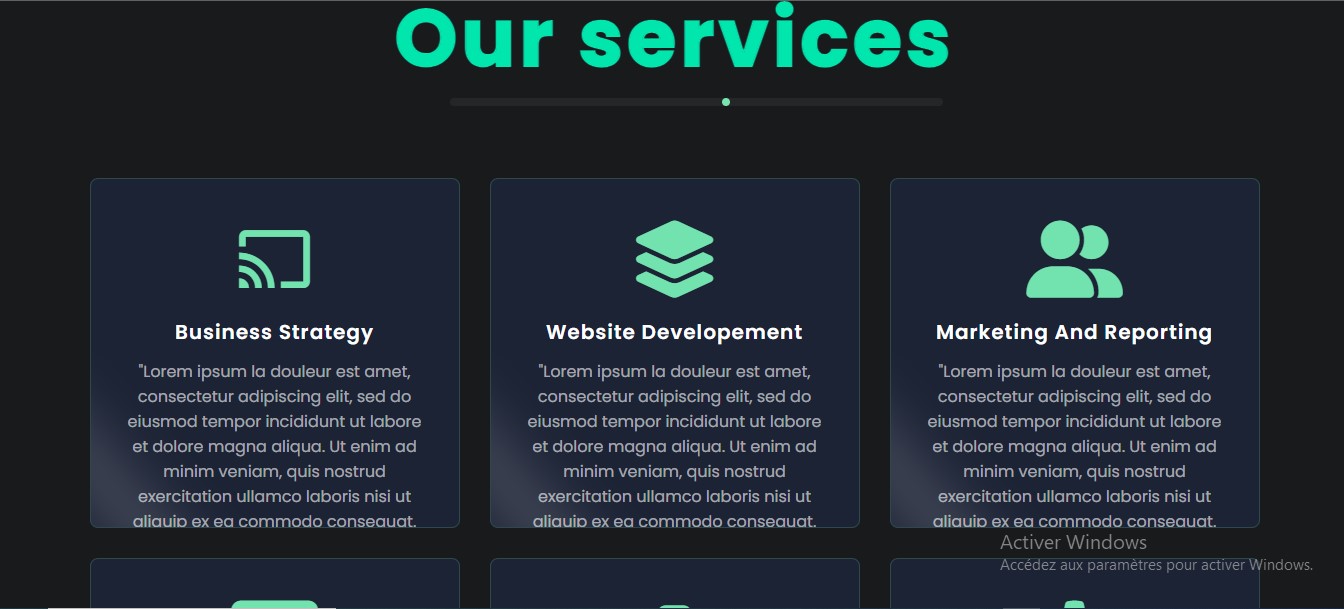 Our services
Business Strategy
"Lorem ipsum la douleur est amet,
consectetur adipiscing elit, sed do
eiusmod tempor incididunt ut labore
et dolore magna aliqua. Ut enim ad
minim veniam, quis nostrud
exercitation ullamco laboris nisi ut
aliquip ex ea commodo consequat.
Website Developement
"Lorem ipsum la douleur est amet,
consectetur adipiscing elit, sed do
eiusmod tempor incididunt ut labore
et dolore magna aliqua. Ut enim ad
minim veniam, quis nostrud
exercitation ullamco laboris nisi ut
aliquip ex ea commodo consequat.
Marketing And Reporting
"Lorem ipsum la douleur est amet,
consectetur adipiscing elit, sed do
eiusmod tempor incididunt ut labore
et dolore magna aliqua. Ut enim ad
minim veniam, quis nostrud
exercitation ullamco laboris nisi ut
aliquip ex ea commodo consequat.
Activer Windows
Accédez aux paramètres pour activer Windows.